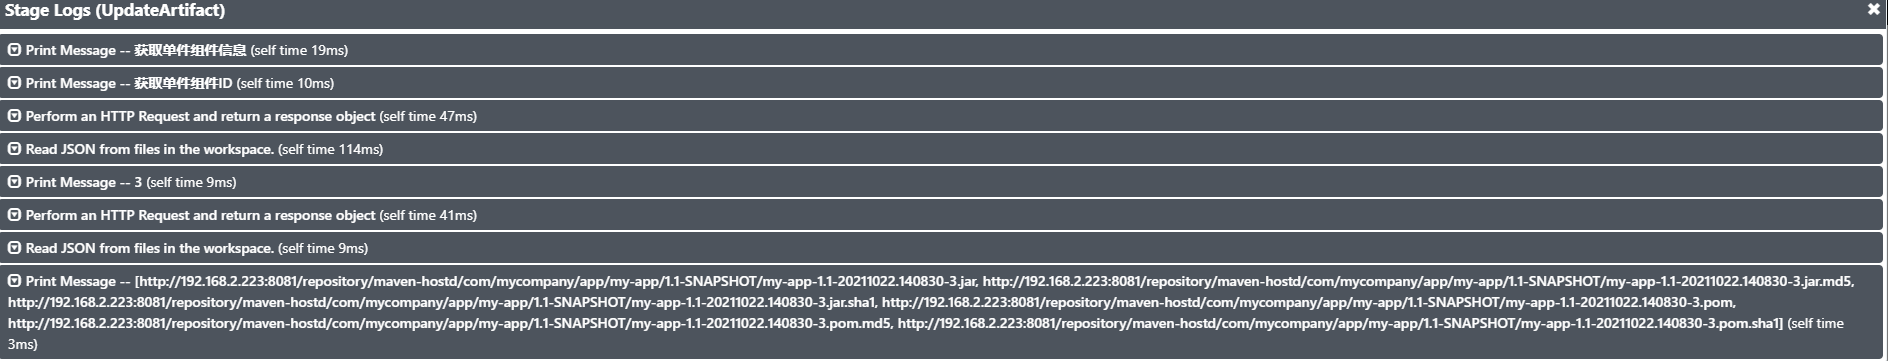 Stage Logs (UpdateArtifact)
Print Message -- 获取单件组件信息 (self time 19ms)
Print Message -- 获取单件组件ID (self time 10ms)
Perform an HTTP Request and return a response object (self time 47ms)
Read JSON from files in the workspace. (self time 114ms)
Print Message -- 3 (self time 9ms)
Perform an HTTP Request and return a response object (self time 41ms)
Read JSON from files in the workspace. (self time 9ms)
Print Message -- [http://192.168.2.223:8081/repository/maven-hostd/com/mycompany/app/my-app/1.1-SNAPSHOT/my-app-1.1-20211022.140830-3.jar, http://192.168.2.223:8081/repository/maven-hostd/com/mycompany/app/my-app/1.1-SNAPSHOT/my-app-1.1-20211022.140830-3.jar.md5,
http://192.168.2.223:8081/repository/maven-hostd/com/mycompany/app/my-app/1.1-SNAPSHOT/my-app-1.1-20211022.140830-3.jar.sha1, http://192.168.2.223:8081/repository/maven-hostd/com/mycompany/app/my-app/1.1-SNAPSHOT/my-app-1.1-20211022.140830-3.pom,
http://192.168.2.223:8081/repository/maven-hostd/com/mycompany/app/my-app/1.1-SNAPSHOT/my-app-1.1-20211022.140830-3.pom.md5, http://192.168.2.223:8081/repository/maven-hostd/com/mycompany/app/my-app/1.1-SNAPSHOT/my-app-1.1-20211022.140830-3.pom.sha1] (self time
3ms)